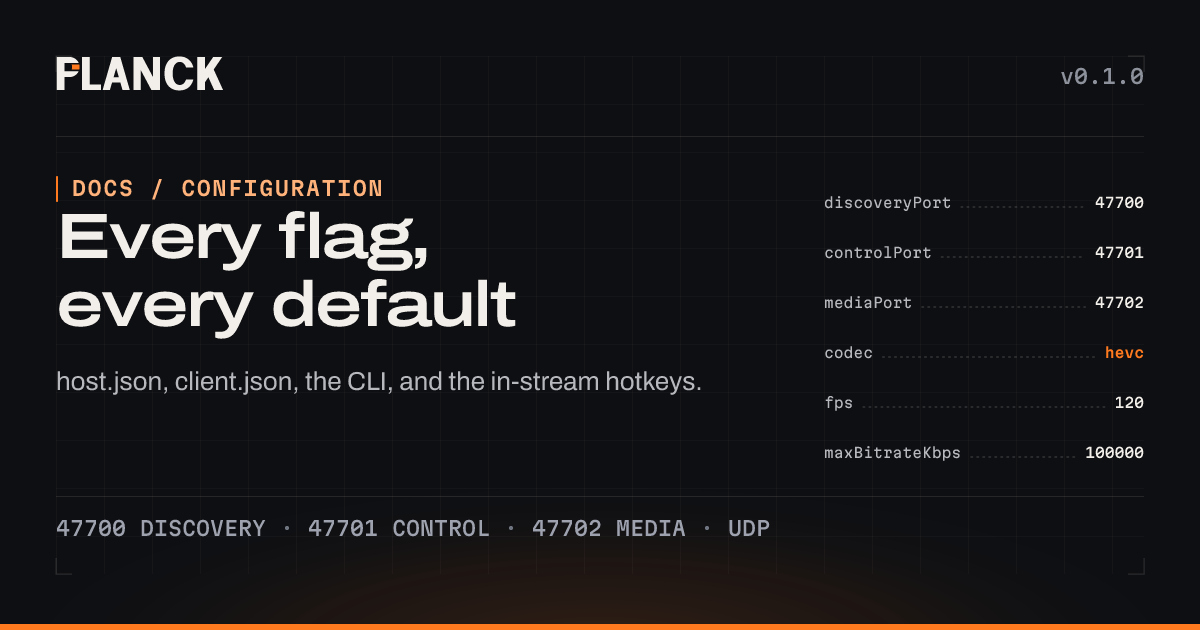 PLANCK
v0.1.0
DOCS / CONFIGURATION
Every flag,
every default
host.json, client.json, the CLI, and the in-stream hotkeys.
discoveryPort 47700
controlPort 47701
mediaPort 47702
codec hevc
fps 120
maxBitrateKbps 100000
47700 DISCOVERY · 47701 CONTROL · 47702 MEDIA · UDP